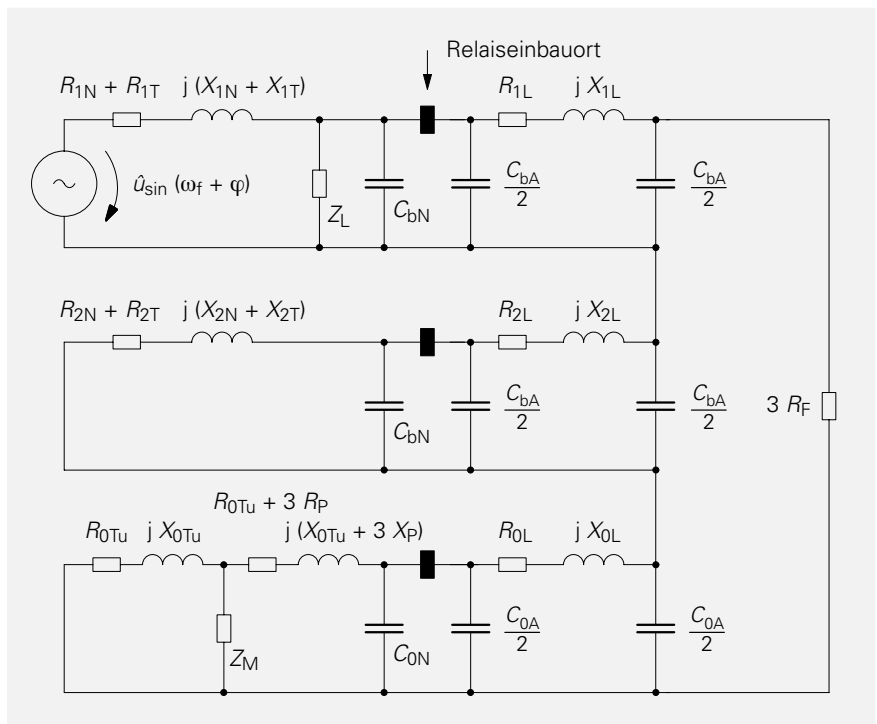 Relaiseinbauort
R1N + R1T j (X1N + X1T) R1L j X1L
ûsin (ωf + φ)
ZL
CbN
CbA/2
CbA/2
R2N + R2T j (X2N + X2T) R2L j X2L
CbN
CbA/2
CbA/2
3 RF
R0Tu + 3 RP
R0Tu j X0Tu j (X0Tu + 3 XP) R0L j X0L
ZM
C0N
C0A/2
C0A/2